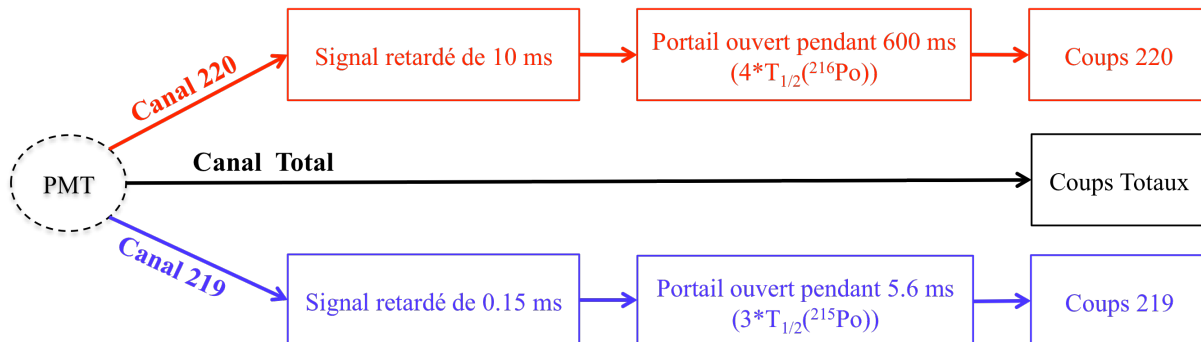 Canal 220
Signal retardé de 10 ms
Portail ouvert pendant 600 ms
(4*T1/2(216Po))
Coups 220
PMT
Canal Total
Coups Totaux
Canal 219
Signal retardé de 0.15 ms
Portail ouvert pendant 5.6 ms
(3*T1/2(215Po))
Coups 219